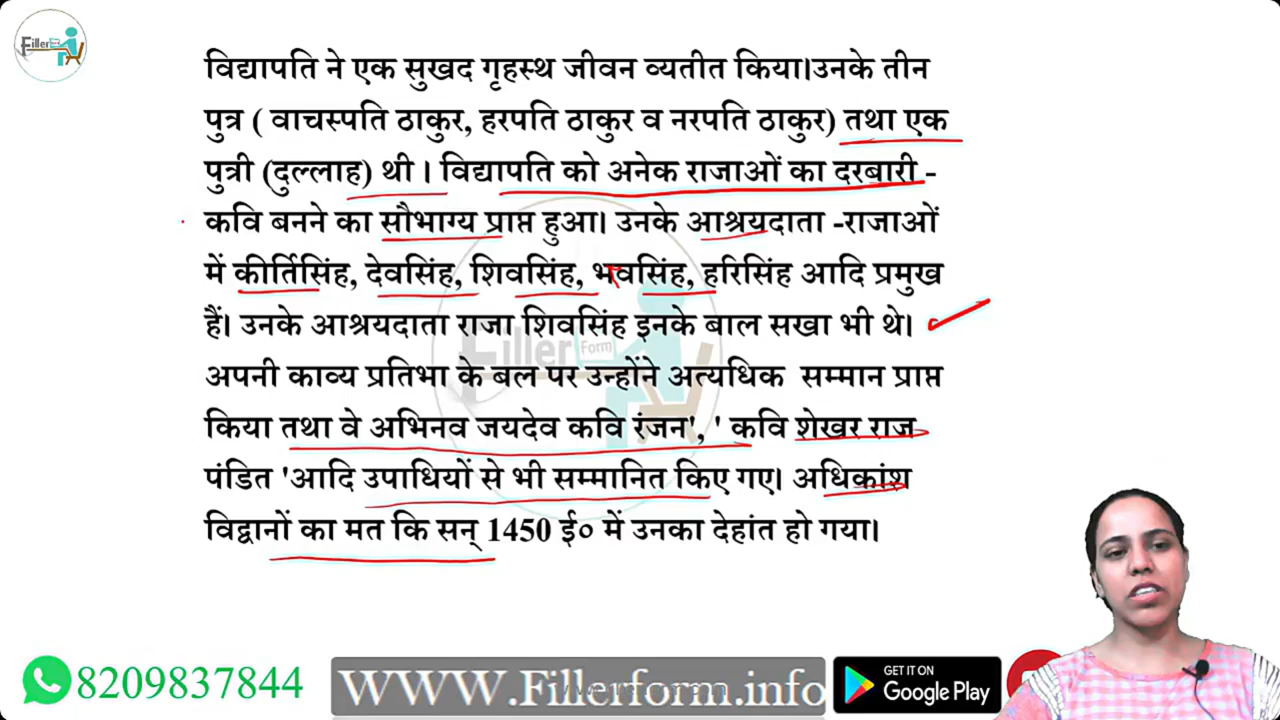 Filler Form
विद्यापति ने एक सुखद गृहस्थ जीवन व्यतीत किया।उनके तीन
पुत्र ( वाचस्पति ठाकुर, हरपति ठाकुर व नरपति ठाकुर) तथा एक
पुत्री (दुल्लाह) थी । विद्यापति को अनेक राजाओं का दरबारी -
कवि बनने का सौभाग्य प्राप्त हुआ। उनके आश्रयदाता -राजाओं
में कीर्तिसिंह, देवसिंह, शिवसिंह, भवसिंह, हरिसिंह आदि प्रमुख
हैं। उनके आश्रयदाता राजा शिवसिंह इनके बाल सखा भी थे।
अपनी काव्य प्रतिभा के बल पर उन्होंने अत्यधिक सम्मान प्राप्त
किया तथा वे अभिनव जयदेव कवि रंजन', ' कवि शेखर राज
पंडित 'आदि उपाधियों से भी सम्मानित किए गए। अधिकांश
विद्वानों का मत कि सन् 1450 ई० में उनका देहांत हो गया।
8209837844
www.Fillerform.info
GET IT ON
Google Play